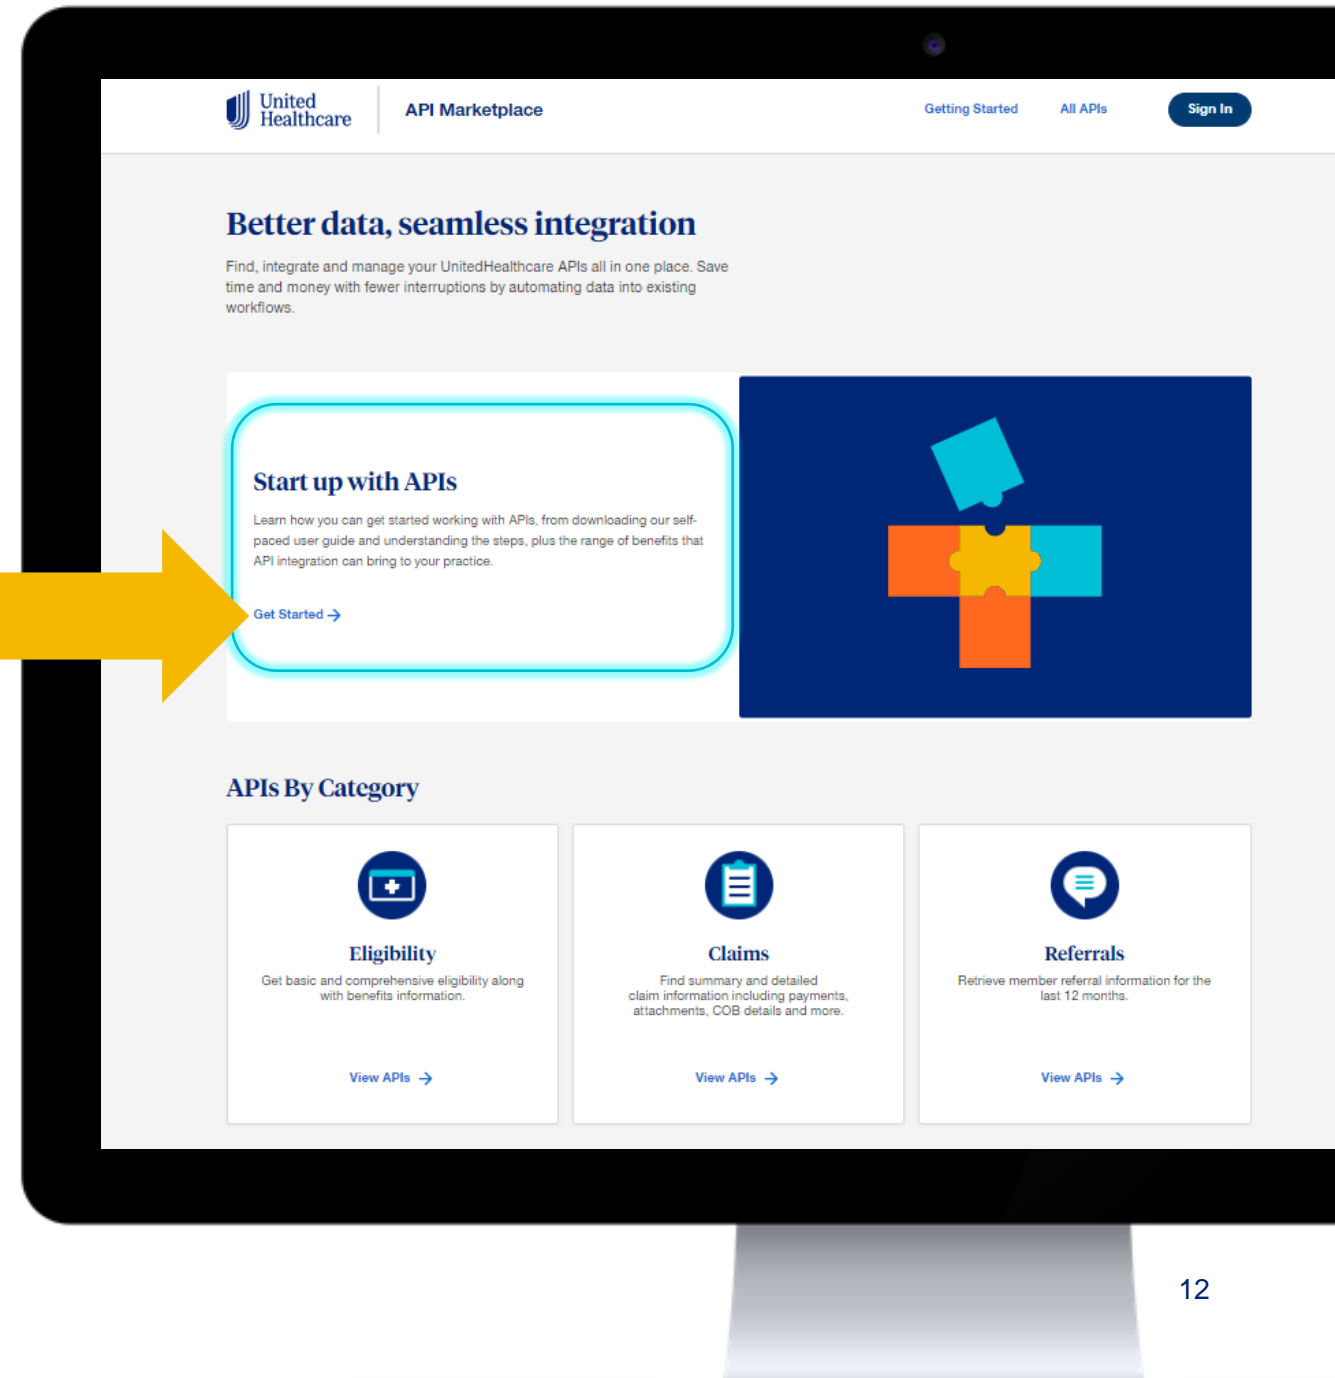 United
Healthcare
API Marketplace
Getting Started
All APIs
Sign In
Better data, seamless integration
Find, integrate and manage your UnitedHealthcare APIs all in one place. Save
time and money with fewer interruptions by automating data into existing
workflows.
Start up with APIs
Learn how you can get started working with APIs, from downloading our self-
paced user guide and understanding the steps, plus the range of benefits that
API integration can bring to your practice.
Get Started →
APIs By Category
Eligibility
Get basic and comprehensive eligibility along
with benefits information.
View APIs →
Claims
Find summary and detailed
claim information including payments,
attachments, COB details and more.
View APIs →
Referrals
Retrieve member referral information for the
last 12 months.
View APIs →
12